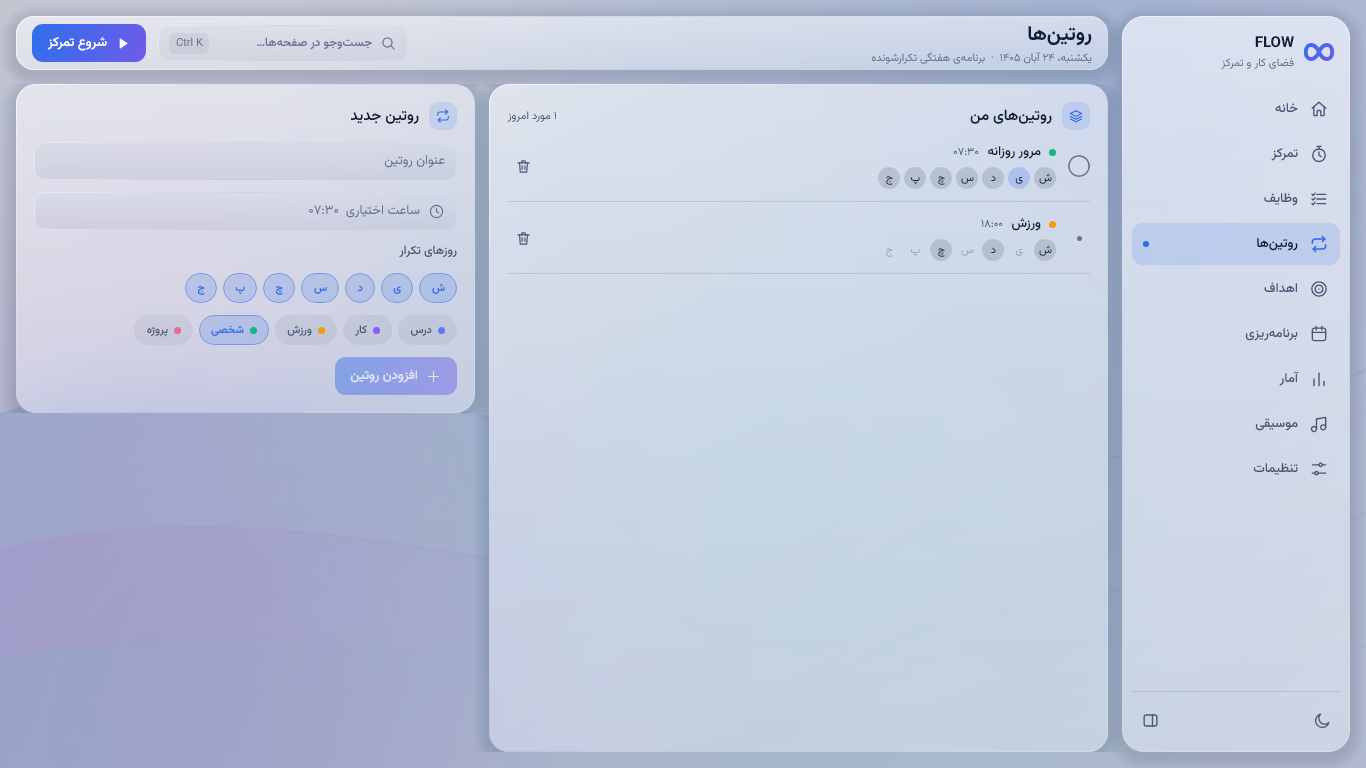 FLOW
فضای کار و تمرکز
خانه
تمرکز
وظایف
روتین‌ها
اهداف
برنامه‌ریزی
آمار
موسیقی
تنظیمات
روتین‌ها
یکشنبه، ۲۴ آبان ۱۴۰۵ · برنامه‌ی هفتگی تکرارشونده
جست‌وجو در صفحه‌ها...
Ctrl K
شروع تمرکز
روتین‌های من
۱ مورد امروز
مرور روزانه ۰۷:۳۰
ش ی د س چ پ ج
ورزش ۱۸:۰۰
ش ی د س چ پ ج
روتین جدید
عنوان روتین
ساعت اختیاری ۰۷:۳۰
روزهای تکرار
ش ی د س چ پ ج
درس کار ورزش شخصی پروژه
افزودن روتین